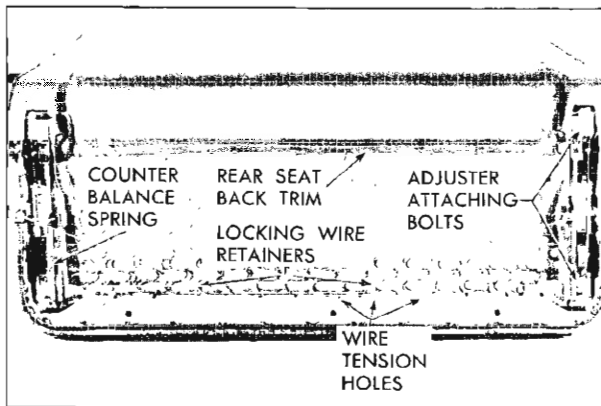 COUNTER
BALANCE
SPRING
REAR SEAT
BACK TRIM
LOCKING WIRE
RETAINERS
ADJUSTER
ATTACHING
BOLTS
WIRE
TENSION
HOLES